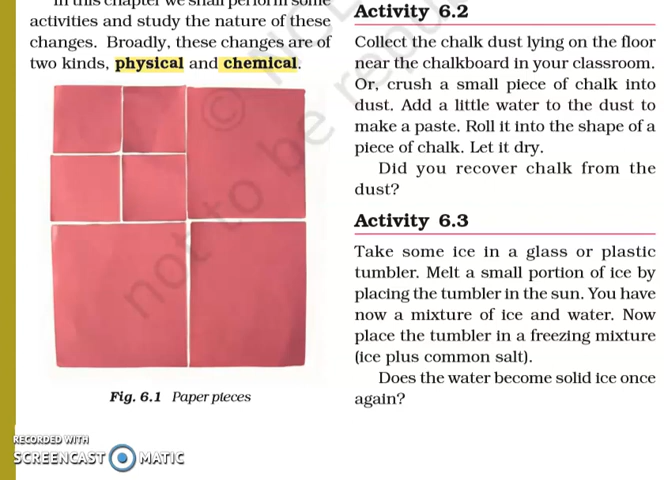 In this chapter we shall perform some
activities and study the nature of these
changes. Broadly, these changes are of
two kinds, physical and chemical.
Fig. 6.1 Paper pieces
Activity 6.2
Collect the chalk dust lying on the floor
near the chalkboard in your classroom.
Or, crush a small piece of chalk into
dust. Add a little water to the dust to
make a paste. Roll it into the shape of a
piece of chalk. Let it dry.
Did you recover chalk from the
dust?
Activity 6.3
Take some ice in a glass or plastic
tumbler. Melt a small portion of ice by
placing the tumbler in the sun. You have
now a mixture of ice and water. Now
place the tumbler in a freezing mixture
(ice plus common salt).
Does the water become solid ice once
again?
© NCE
not to be repu
RECORDED WITH
SCREENCAST MATIC